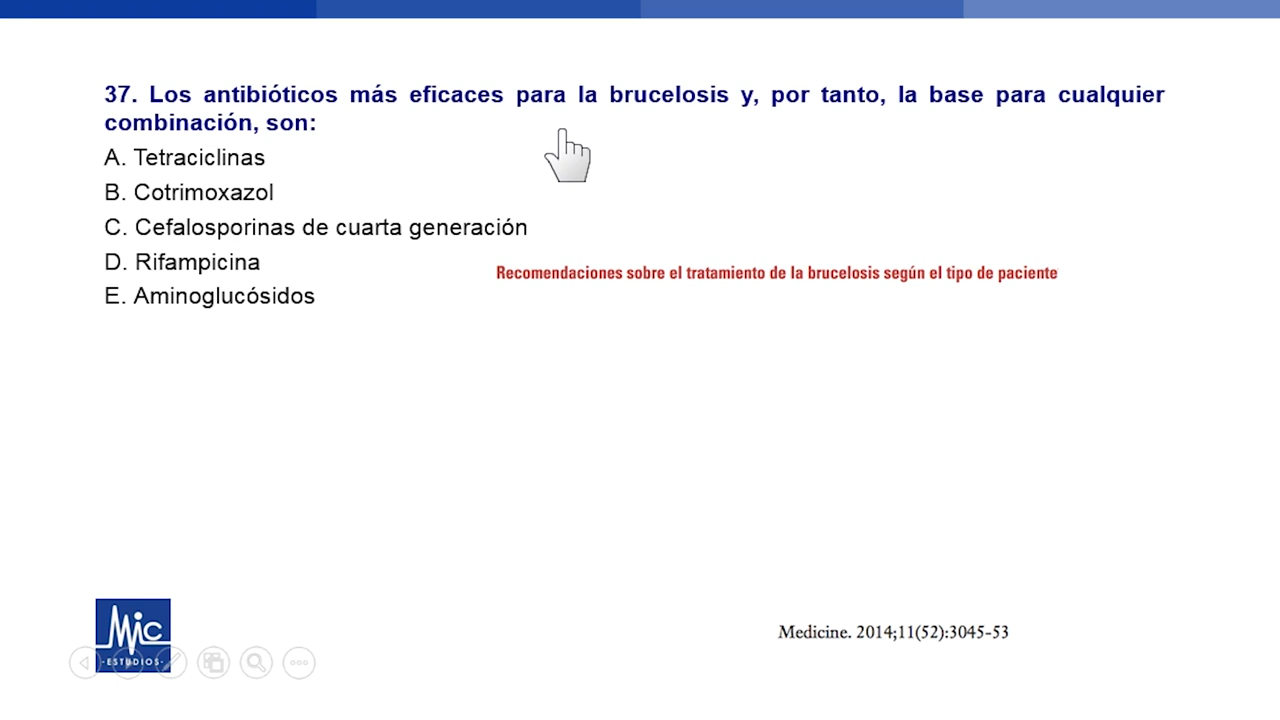 37. Los antibióticos más eficaces para la brucelosis y, por tanto, la base para cualquier
combinación, son:
A. Tetraciclinas
B. Cotrimoxazol
C. Cefalosporinas de cuarta generación
D. Rifampicina
E. Aminoglucósidos
Recomendaciones sobre el tratamiento de la brucelosis según el tipo de paciente
Mic
·ESTUDIOS·
Medicine. 2014;11(52):3045-53